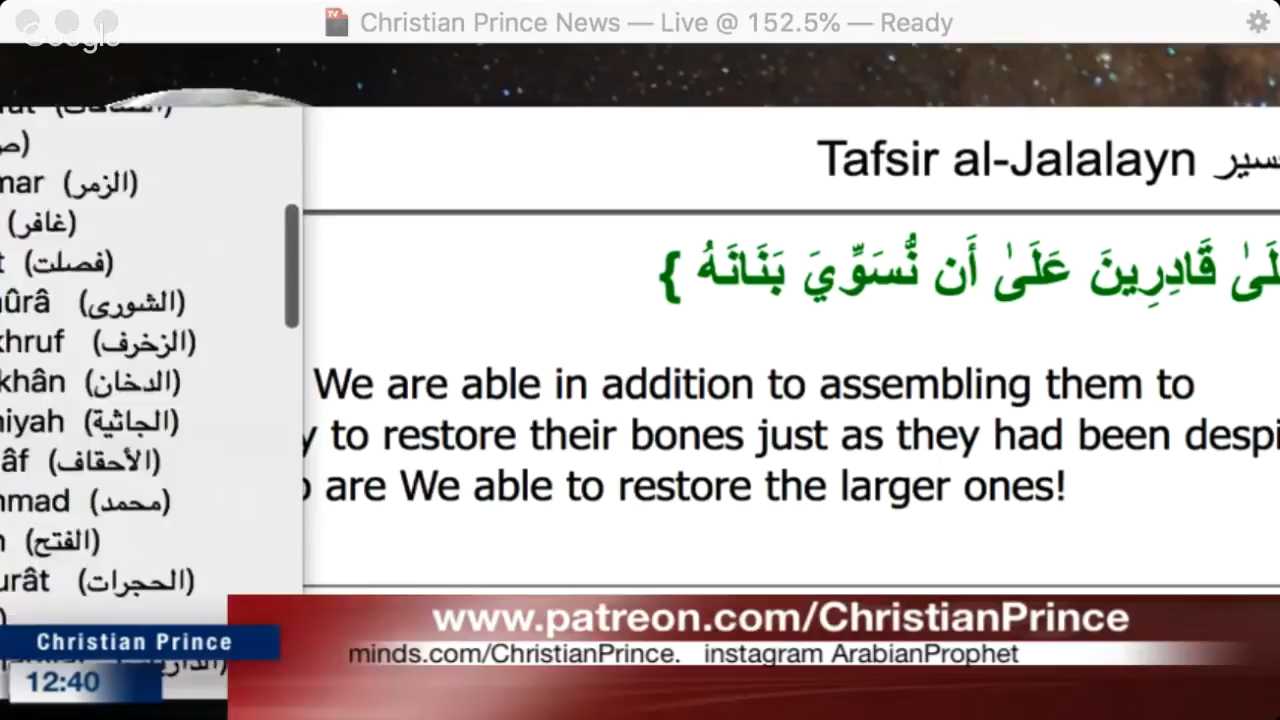 Christian Prince News — Live @ 152.5% — Ready
Google
(ص
(الزمر)
(غافر)
(فصلت)
(الشورى)
(الزخرف)
(الدخان)
(الجاثية)
(الأحقاف)
(محمد)
(الفتح)
(الحجرات)
Tafsir al-Jalalayn
قَادِرِينَ عَلَىٰ أَن نُّسَوِّيَ بَنَانَهُ }
We are able in addition to assembling them to
to restore their bones just as they had been
are We able to restore the larger ones!
www.patreon.com/ChristianPrince
minds.com/ChristianPrince. instagram ArabianProphet
Christian Prince
12:40